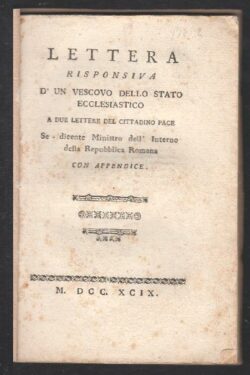 LETTERA
RISPONSIVA
D' UN VESCOVO DELLO STATO
ECCLESIASTICO
A DUE LETTERE DEL CITTADINO PACE
Se-dicente Ministro dell' Interno
della Repubblica Romana
CON APPENDICE.
M. DCC. XCIX.